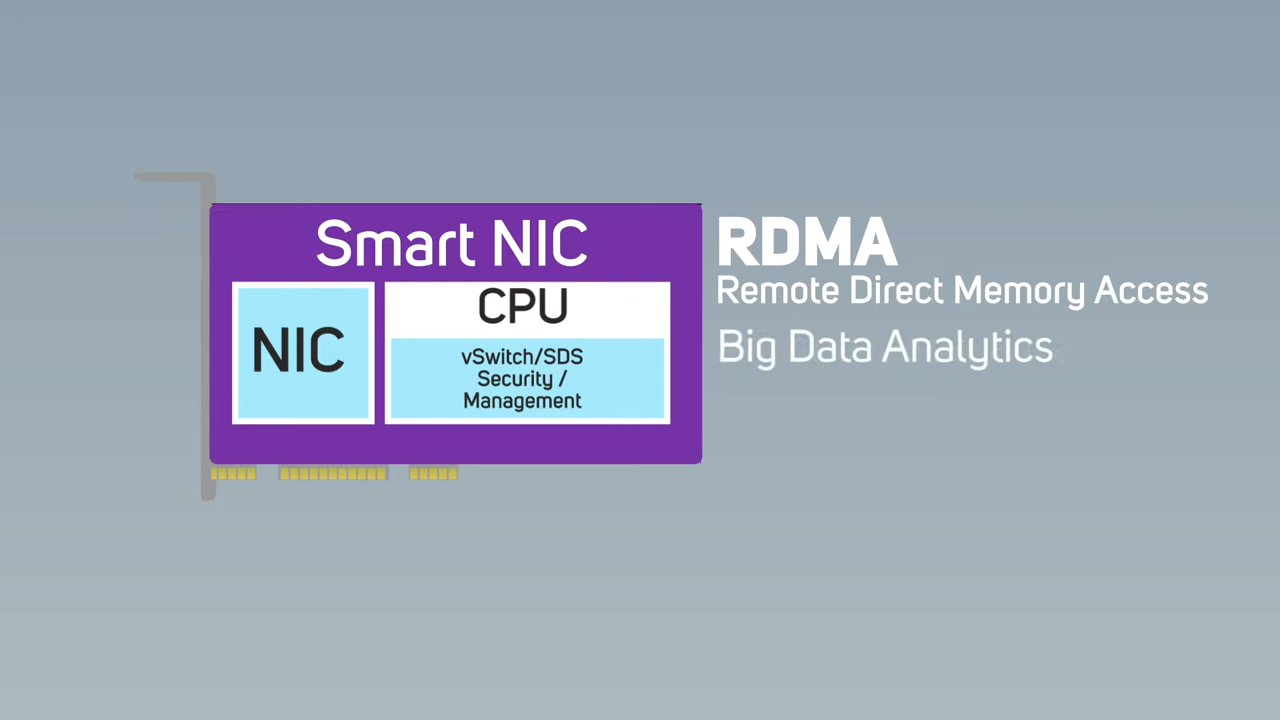 Smart NIC
NIC
CPU
vSwitch/SDS
Security /
Management
RDMA
Remote Direct Memory Access
Big Data Analytics